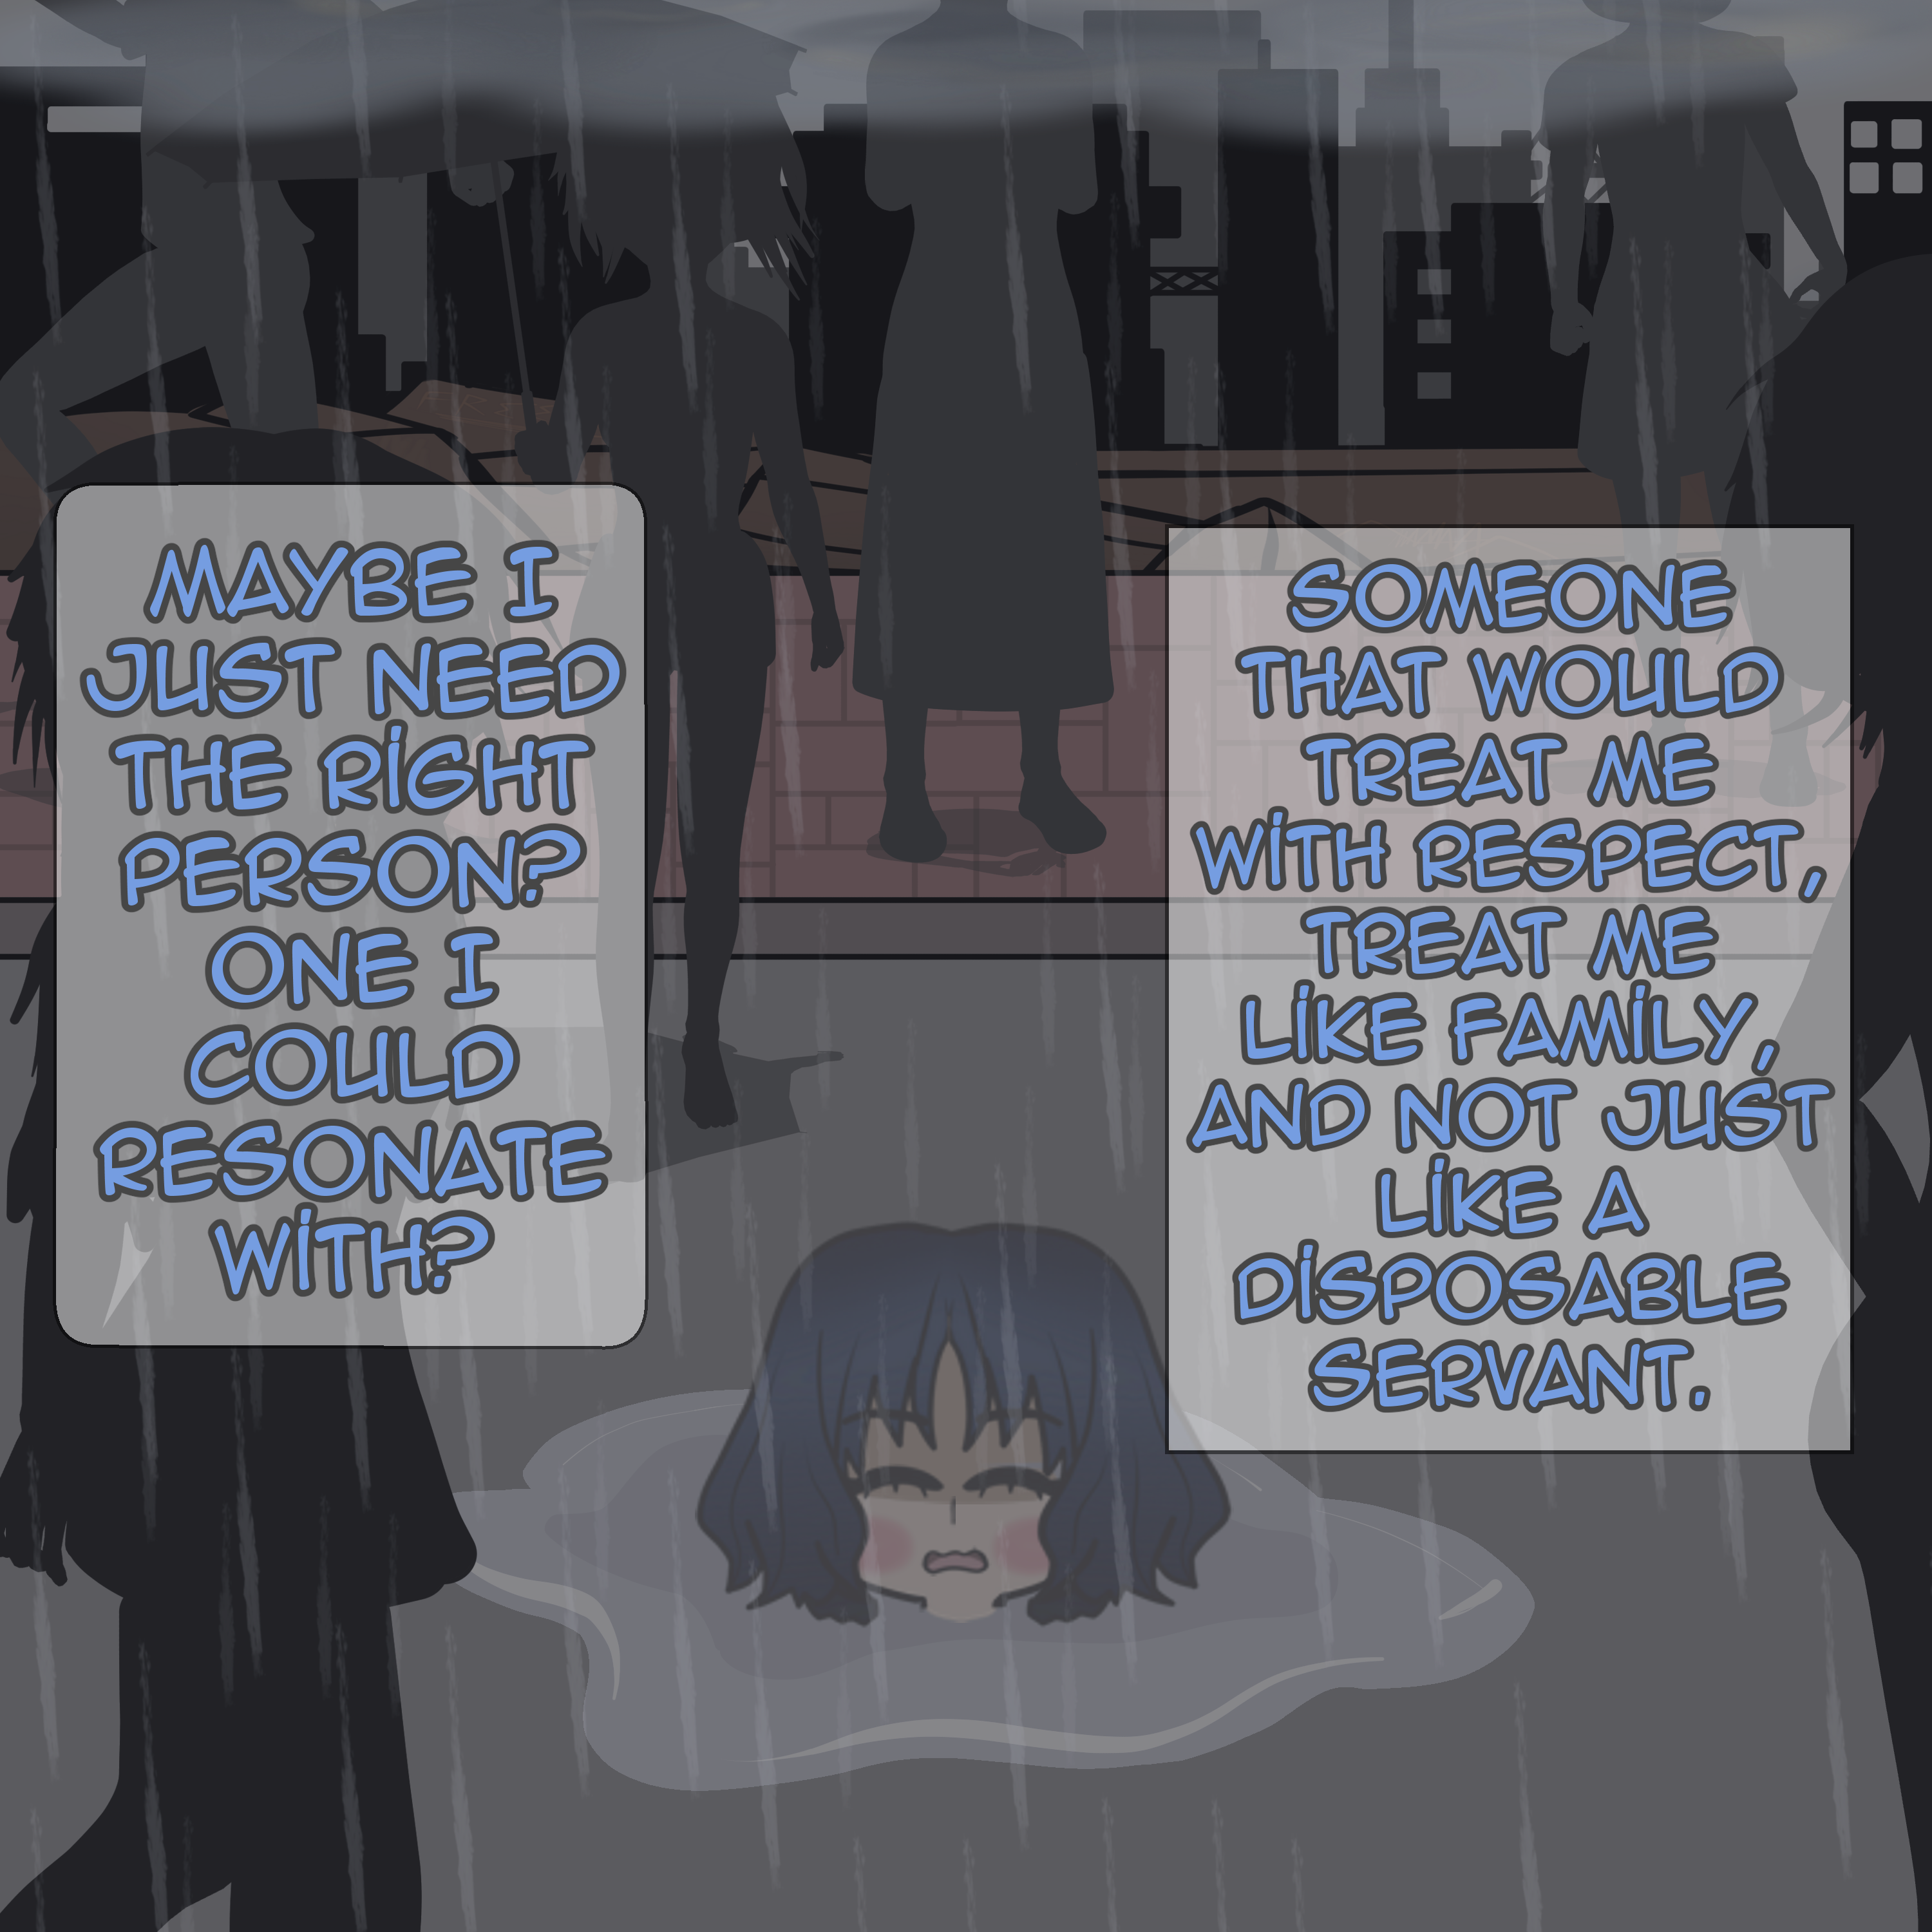 MAYBE I
JUST NEED
THE RIGHT
PERSON?
ONE I
COULD
RESONATE
WITH?
SOMEONE
THAT WOULD
TREAT ME
WITH RESPECT,
TREAT ME
LIKE FAMILY,
AND NOT JUST
LIKE A
DISPOSABLE
SERVANT.